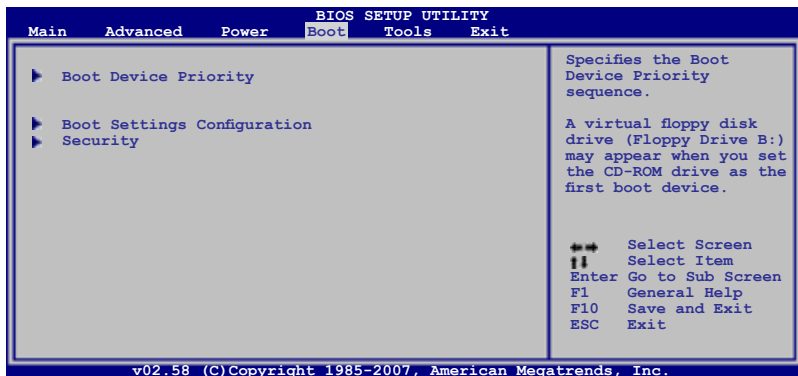 BIOS SETUP UTILITY
Main Advanced Power Boot Tools Exit
Boot Device Priority
Boot Settings Configuration
Security
Specifies the Boot
Device Priority
sequence.
A virtual floppy disk
drive (Floppy Drive B:)
may appear when you set
the CD-ROM drive as the
first boot device.
Select Screen
Select Item
Enter Go to Sub Screen
F1 General Help
F10 Save and Exit
ESC Exit
v02.58 (C)Copyright 1985-2007, American Megatrends, Inc.